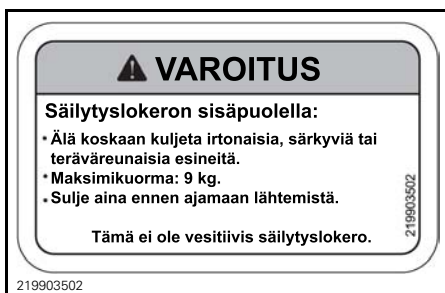 VAROITUS
Säilytyslokeron sisäpuolella:
* Älä koskaan kuljeta irtonaisia, särkyviä tai
teräväreunaisia esineitä.
* Maksimikuorma: 9 kg.
* Sulje aina ennen ajamaan lähtemistä.
Tämä ei ole vesitiivis säilytyslokero.
219903502
219903502